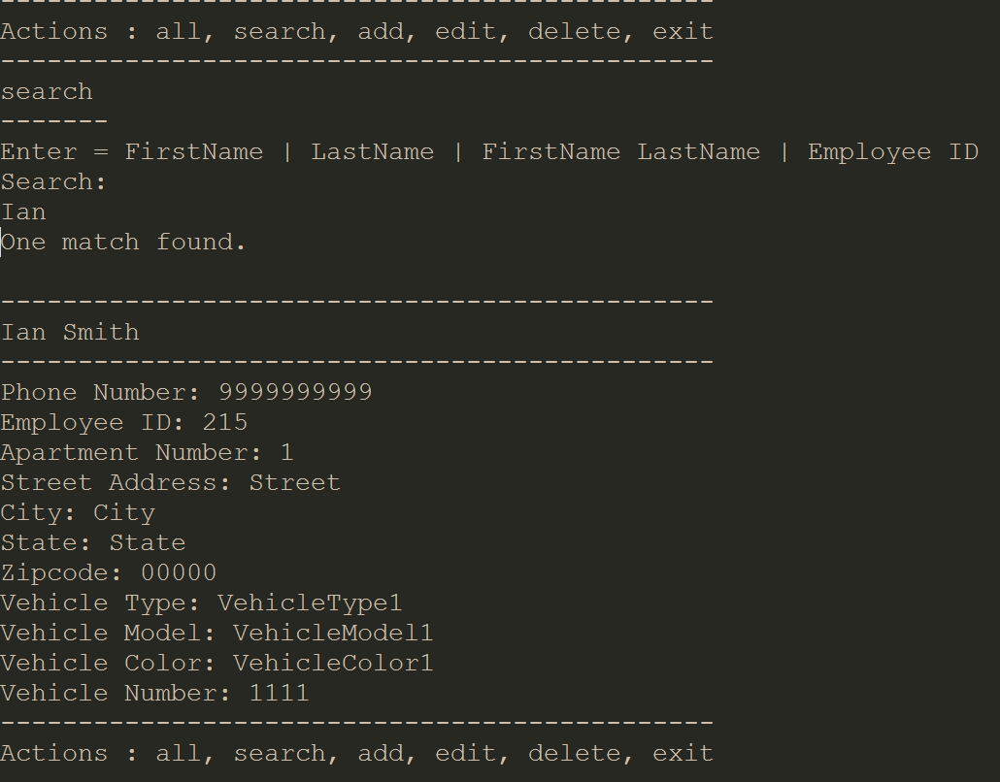 ----------------------------------------------
Actions : all, search, add, edit, delete, exit
----------------------------------------------
search
-------
Enter = FirstName | LastName | FirstName LastName | Employee ID
Search:
Ian
One match found.
----------------------------------------------
Ian Smith
----------------------------------------------
Phone Number: 9999999999
Employee ID: 215
Apartment Number: 1
Street Address: Street
City: City
State: State
Zipcode: 00000
Vehicle Type: VehicleType1
Vehicle Model: VehicleModel1
Vehicle Color: VehicleColor1
Vehicle Number: 1111
----------------------------------------------
Actions : all, search, add, edit, delete, exit